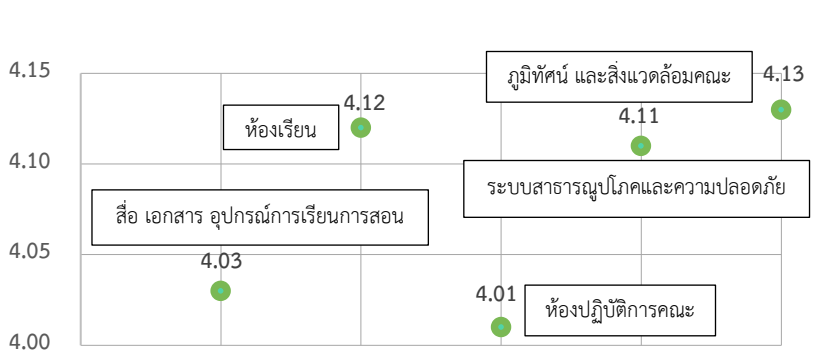 4.15
ภูมิทัศน์ และสิ่งแวดล้อมคณะ
4.13
4.12
ห้องเรียน
4.11
4.10
ระบบสาธารณูปโภคและความปลอดภัย
สื่อ เอกสาร อุปกรณ์การเรียนการสอน
4.05
4.03
4.01
ห้องปฏิบัติการคณะ
4.00